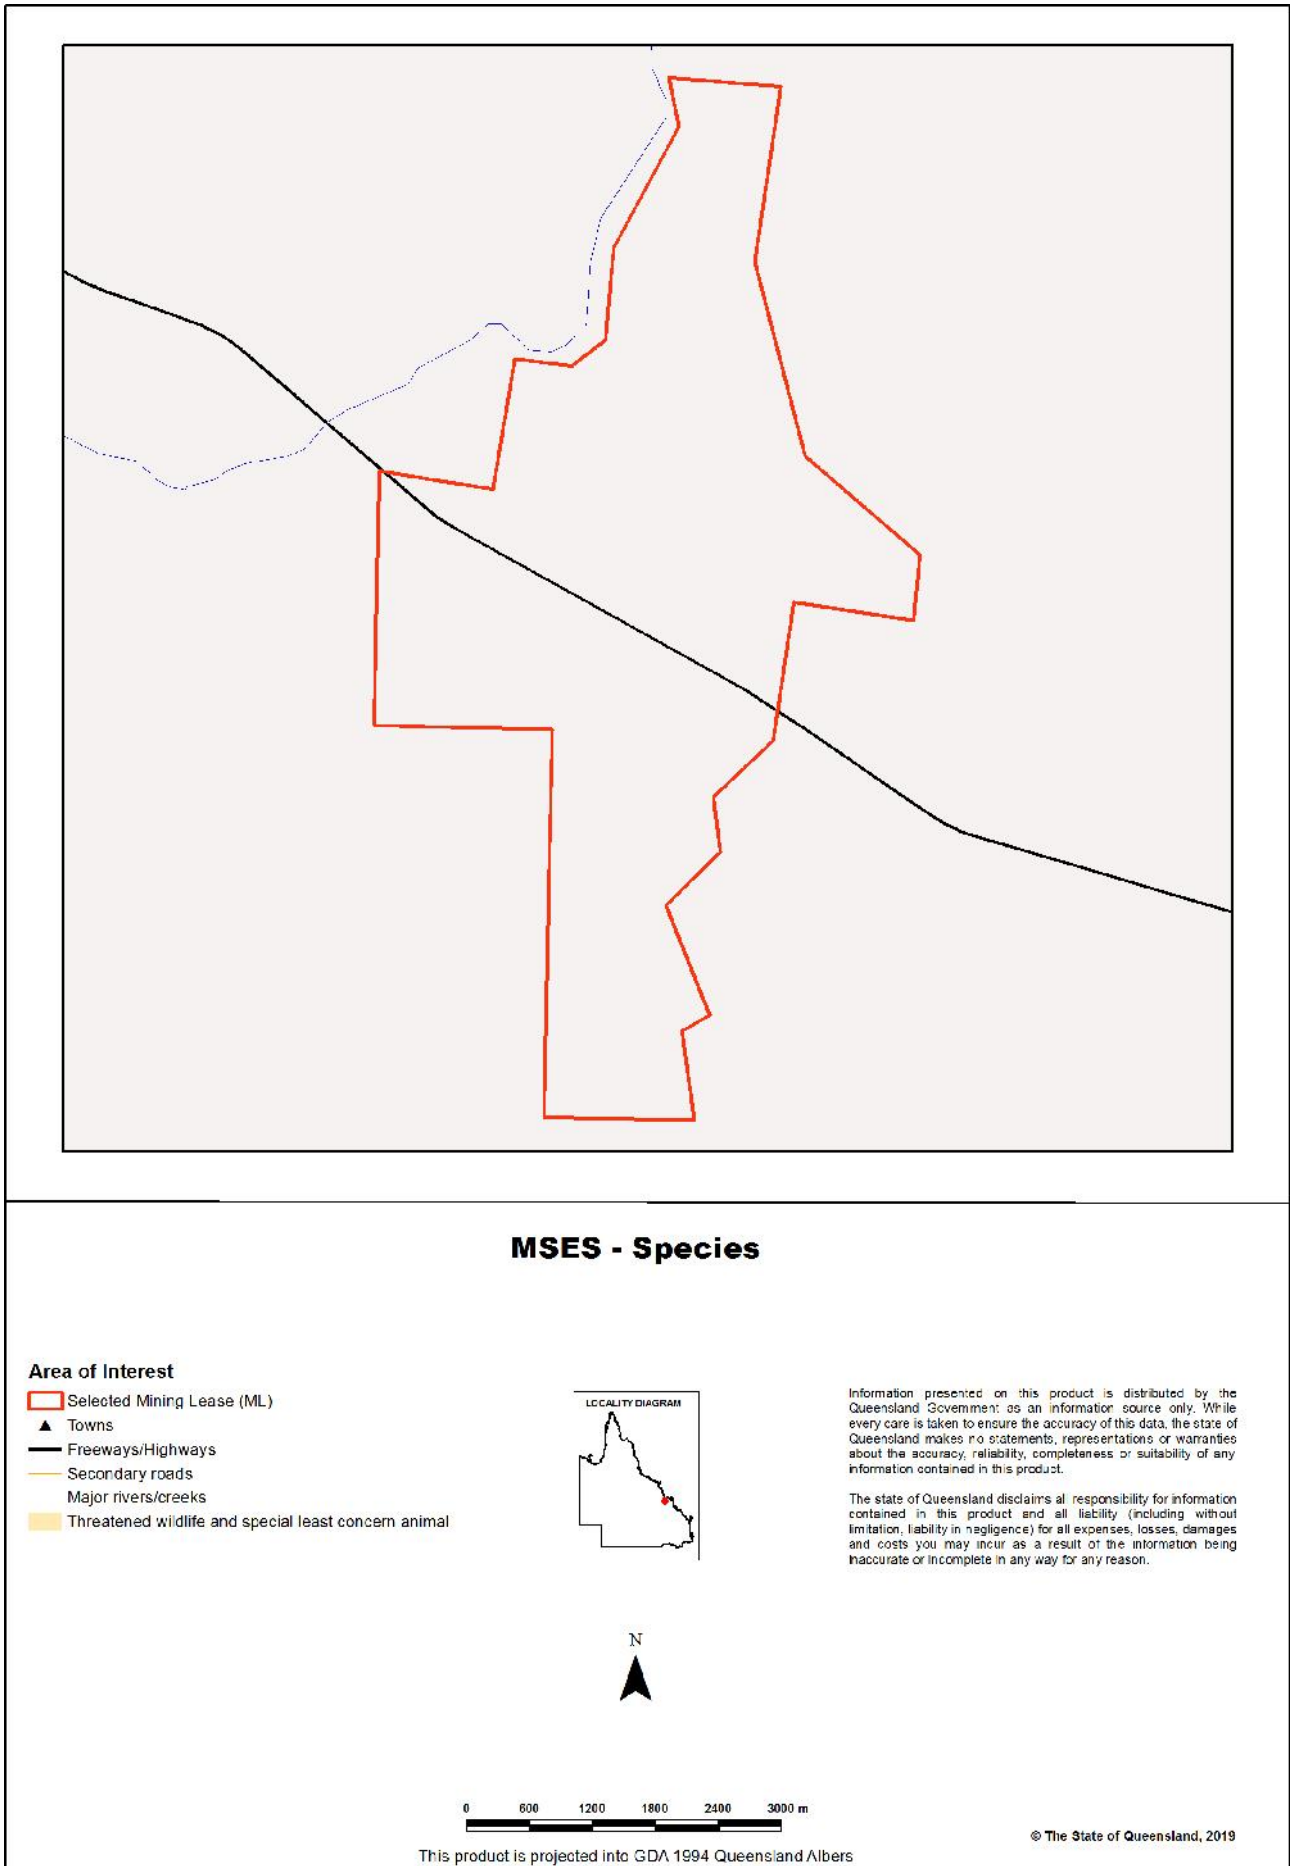 MSES - Species
Area of Interest
Selected Mining Lease (ML)
Towns
Freeways/Highways
Secondary roads
Major rivers/creeks
Threatened wildlife and special least concern animal
LOCALITY DIAGRAM
Information presented on this product is distributed by the
Queensland Government as an information source only. While
every care is taken to ensure the accuracy of this data, the state of
Queensland makes no statements, representations or warranties
about the accuracy, reliability, completeness or suitability of any
information contained in this product.
The state of Queensland disclaims all responsibility for information
contained in this product and all liability (including without
limitation, liability in negligence) for all expenses, losses, damages
and costs you may incur as a result of the information being
inaccurate or incomplete in any way for any reason.
N
0 600 1200 1800 2400 3000 m
This product is projected into GDA 1994 Queensland Albers
© The State of Queensland, 2019